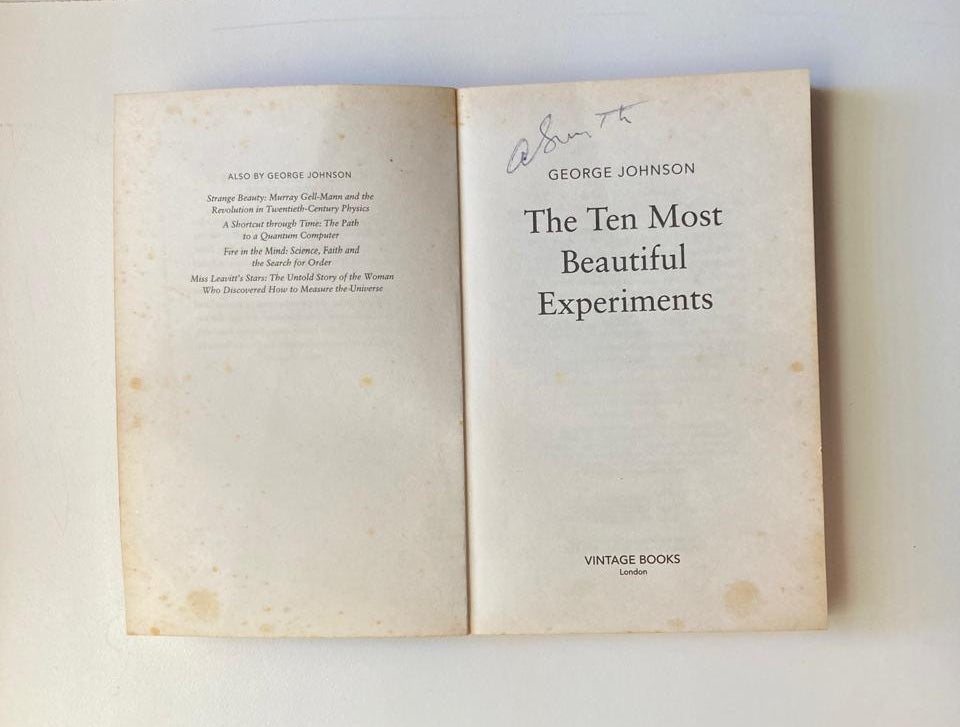 ALSO BY GEORGE JOHNSON
Strange Beauty: Murray Gell-Mann and the
Revolution in Twentieth-Century Physics
A Shortcut through Time: The Path
to a Quantum Computer
Fire in the Mind: Science, Faith and
the Search for Order
Miss Leavitt's Stars: The Untold Story of the Woman
Who Discovered How to Measure the Universe
GEORGE JOHNSON
The Ten Most
Beautiful
Experiments
VINTAGE BOOKS
London